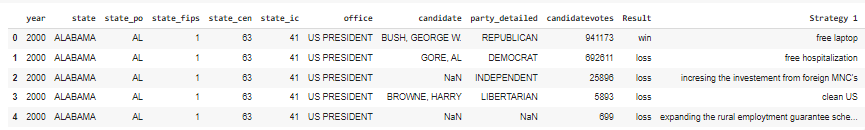 year state state_po state_fips state_cen state_ic office candidate party_detailed candidatevotes Result Strategy 1
0 2000 ALABAMA AL 1 63 41 US PRESIDENT BUSH, GEORGE W. REPUBLICAN 941173 win free laptop
1 2000 ALABAMA AL 1 63 41 US PRESIDENT GORE, AL DEMOCRAT 692611 loss free hospitalization
2 2000 ALABAMA AL 1 63 41 US PRESIDENT NaN INDEPENDENT 25896 loss incresing the investement from foreign MNC's
3 2000 ALABAMA AL 1 63 41 US PRESIDENT BROWNE, HARRY LIBERTARIAN 5893 loss clean US
4 2000 ALABAMA AL 1 63 41 US PRESIDENT NaN NaN 699 loss expanding the rural employtment guarantee sche...